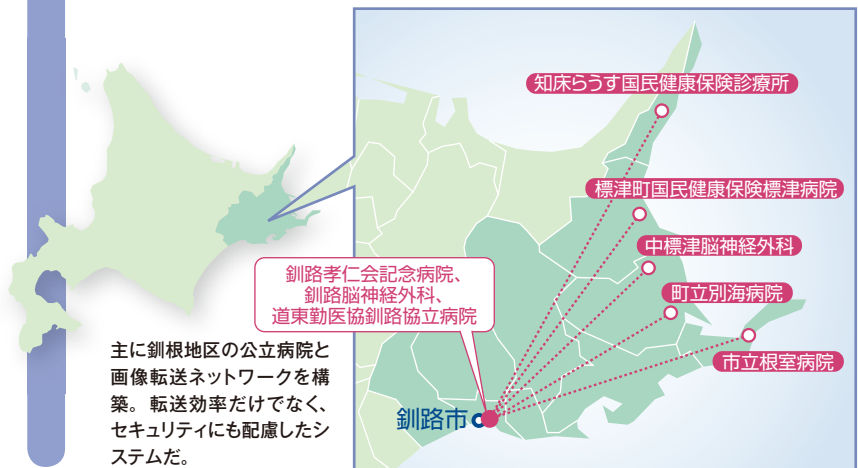 知床らうす国民健康保険診療所
標津町国民健康保険標津病院
中標津脳神経外科
町立別海病院
市立根室病院
釧路孝仁会記念病院、
釧路脳神経外科、
道東勤医協釧路協立病院
釧路市
主に釧根地区の公立病院と
画像転送ネットワークを構
築。転送効率だけでなく、
セキュリティにも配慮したシ
ステムだ。